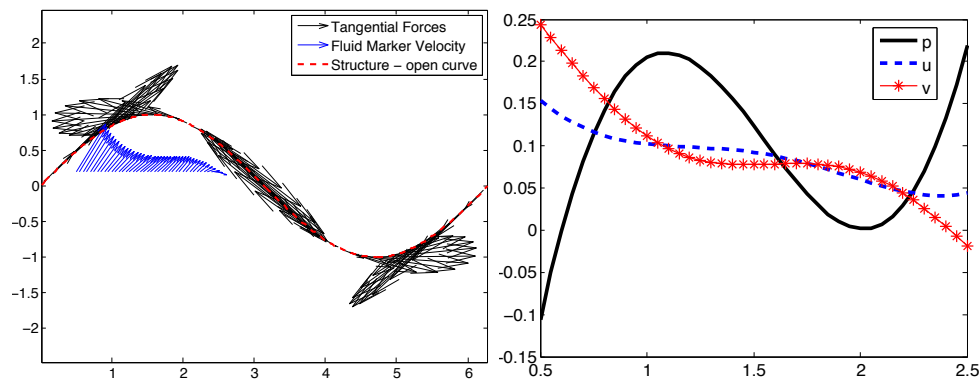 Tangential Forces
Fluid Marker Velocity
Structure – open curve
2
1.5
1
0.5
0
−0.5
−1
−1.5
−2
1 2 3 4 5 6
p
u
v
0.25
0.2
0.15
0.1
0.05
0
−0.05
−0.1
−0.15
0.5 1 1.5 2 2.5